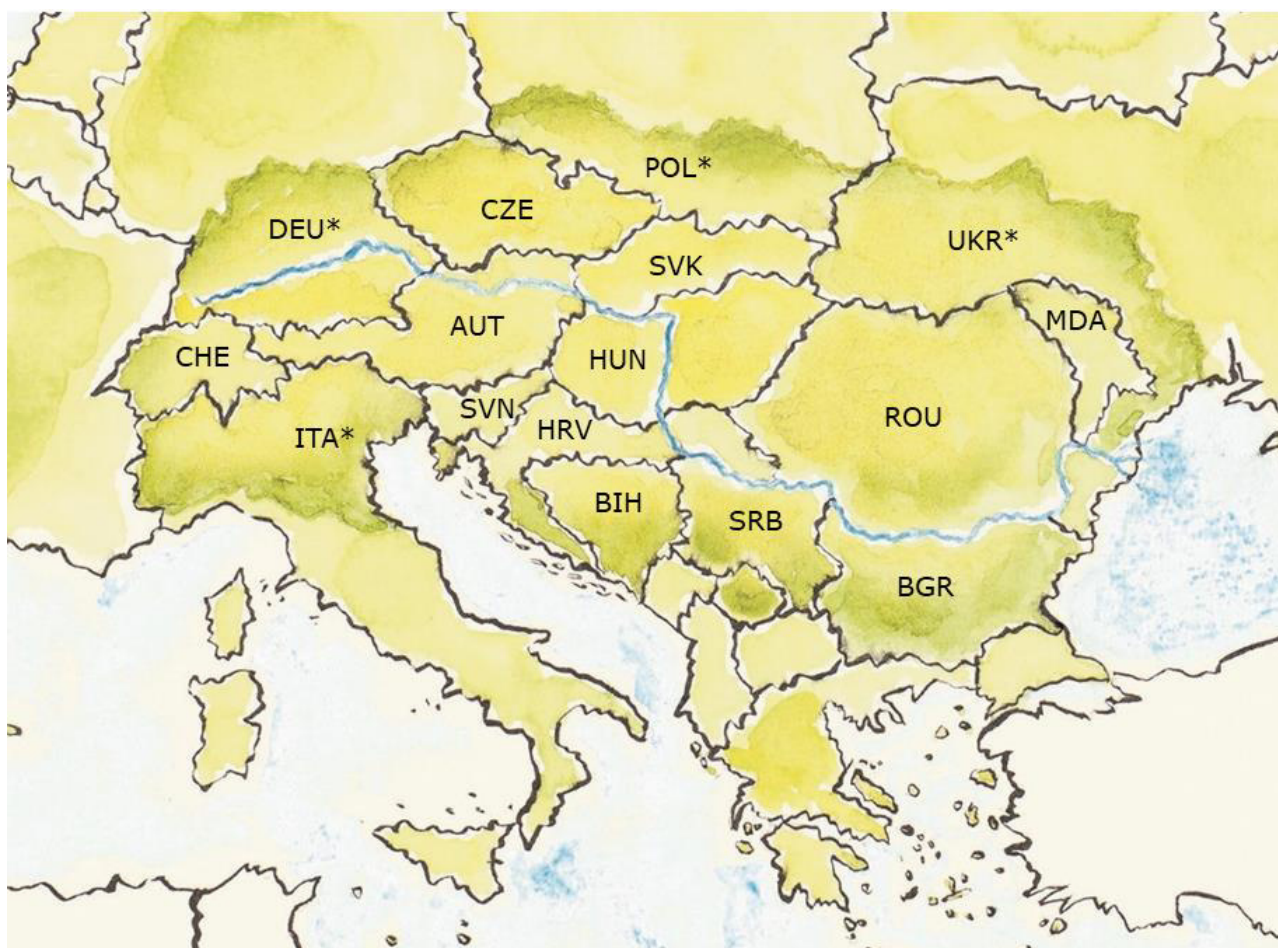 POL*
CZE
DEU*
UKR*
SVK
MDA
AUT
CHE
HUN
SVN
ROU
HRV
ITA*
BIH
SRB
BGR